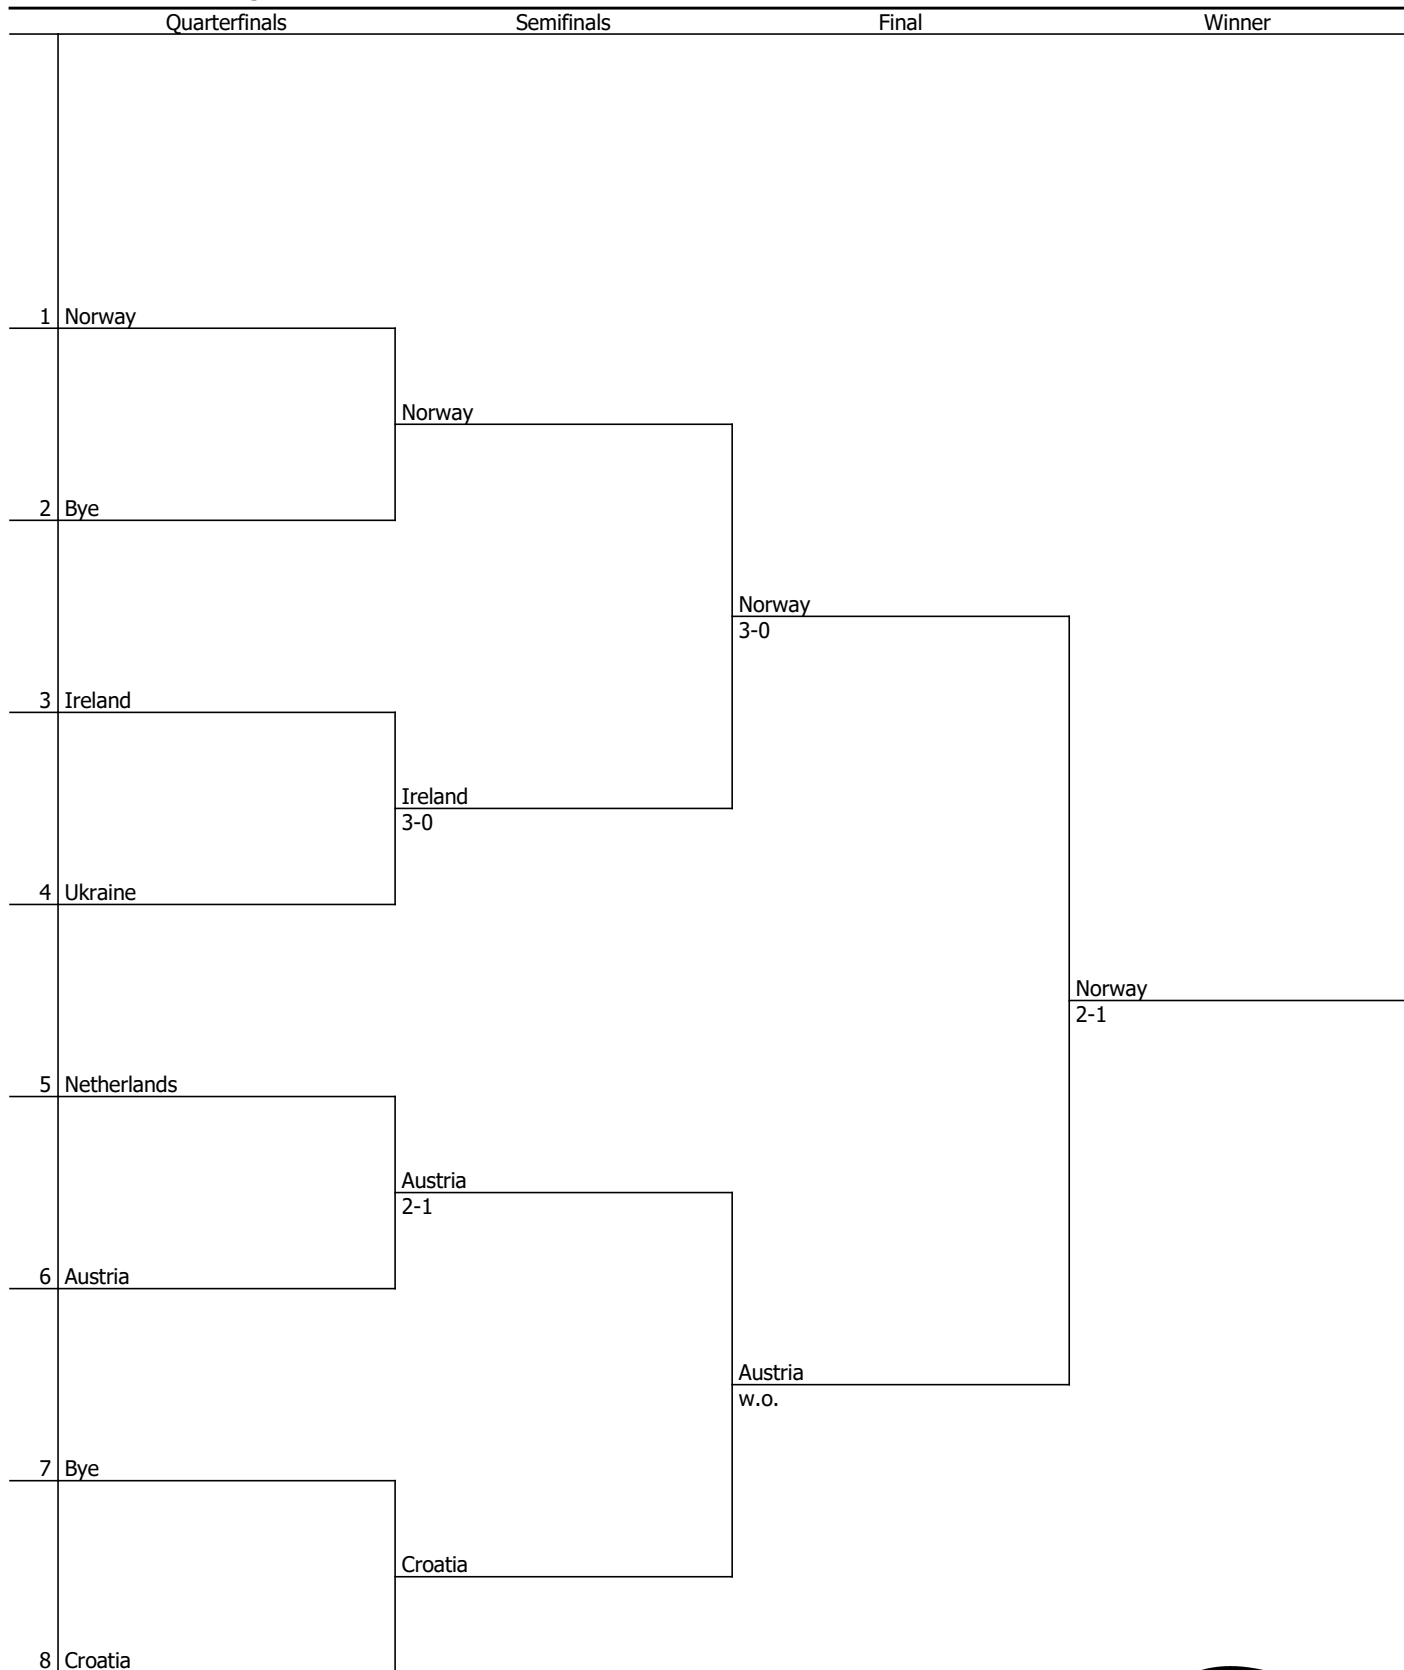 Quarterfinals Semifinals Final Winner
1 Norway
Norway
2 Bye
Norway
3-0
3 Ireland
Ireland
3-0
4 Ukraine
Norway
2-1
5 Netherlands
Austria
2-1
6 Austria
Austria
w.o.
7 Bye
Croatia
8 Croatia